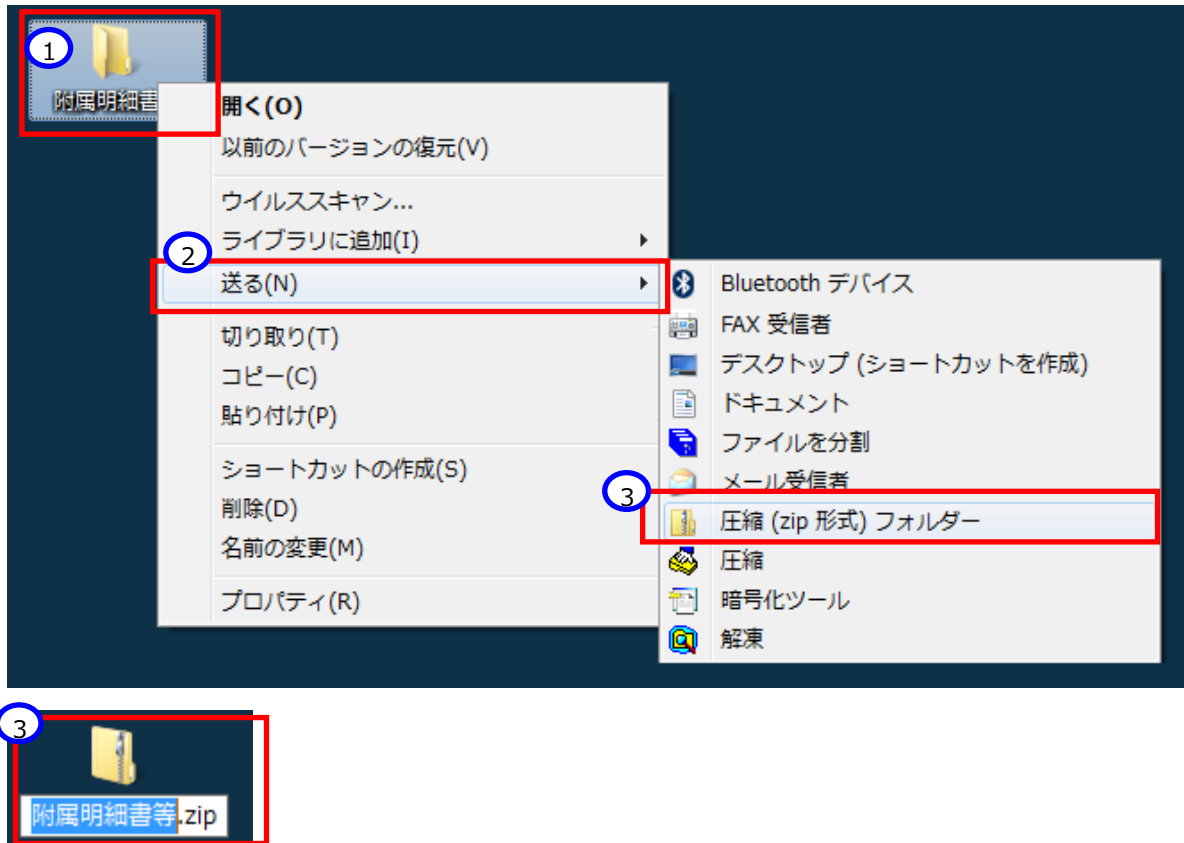 1
附属明細書
開く(O)
以前のバージョンの復元(V)
ウイルススキャン...
ライブラリに追加(I)
2
送る(N)
切り取り(T)
コピー(C)
貼り付け(P)
ショートカットの作成(S)
削除(D)
名前の変更(M)
プロパティ(R)
Bluetooth デバイス
FAX 受信者
デスクトップ (ショートカットを作成)
ドキュメント
ファイルを分割
メール受信者
3
圧縮 (zip 形式) フォルダー
圧縮
暗号化ツール
解凍
3
附属明細書等.zip